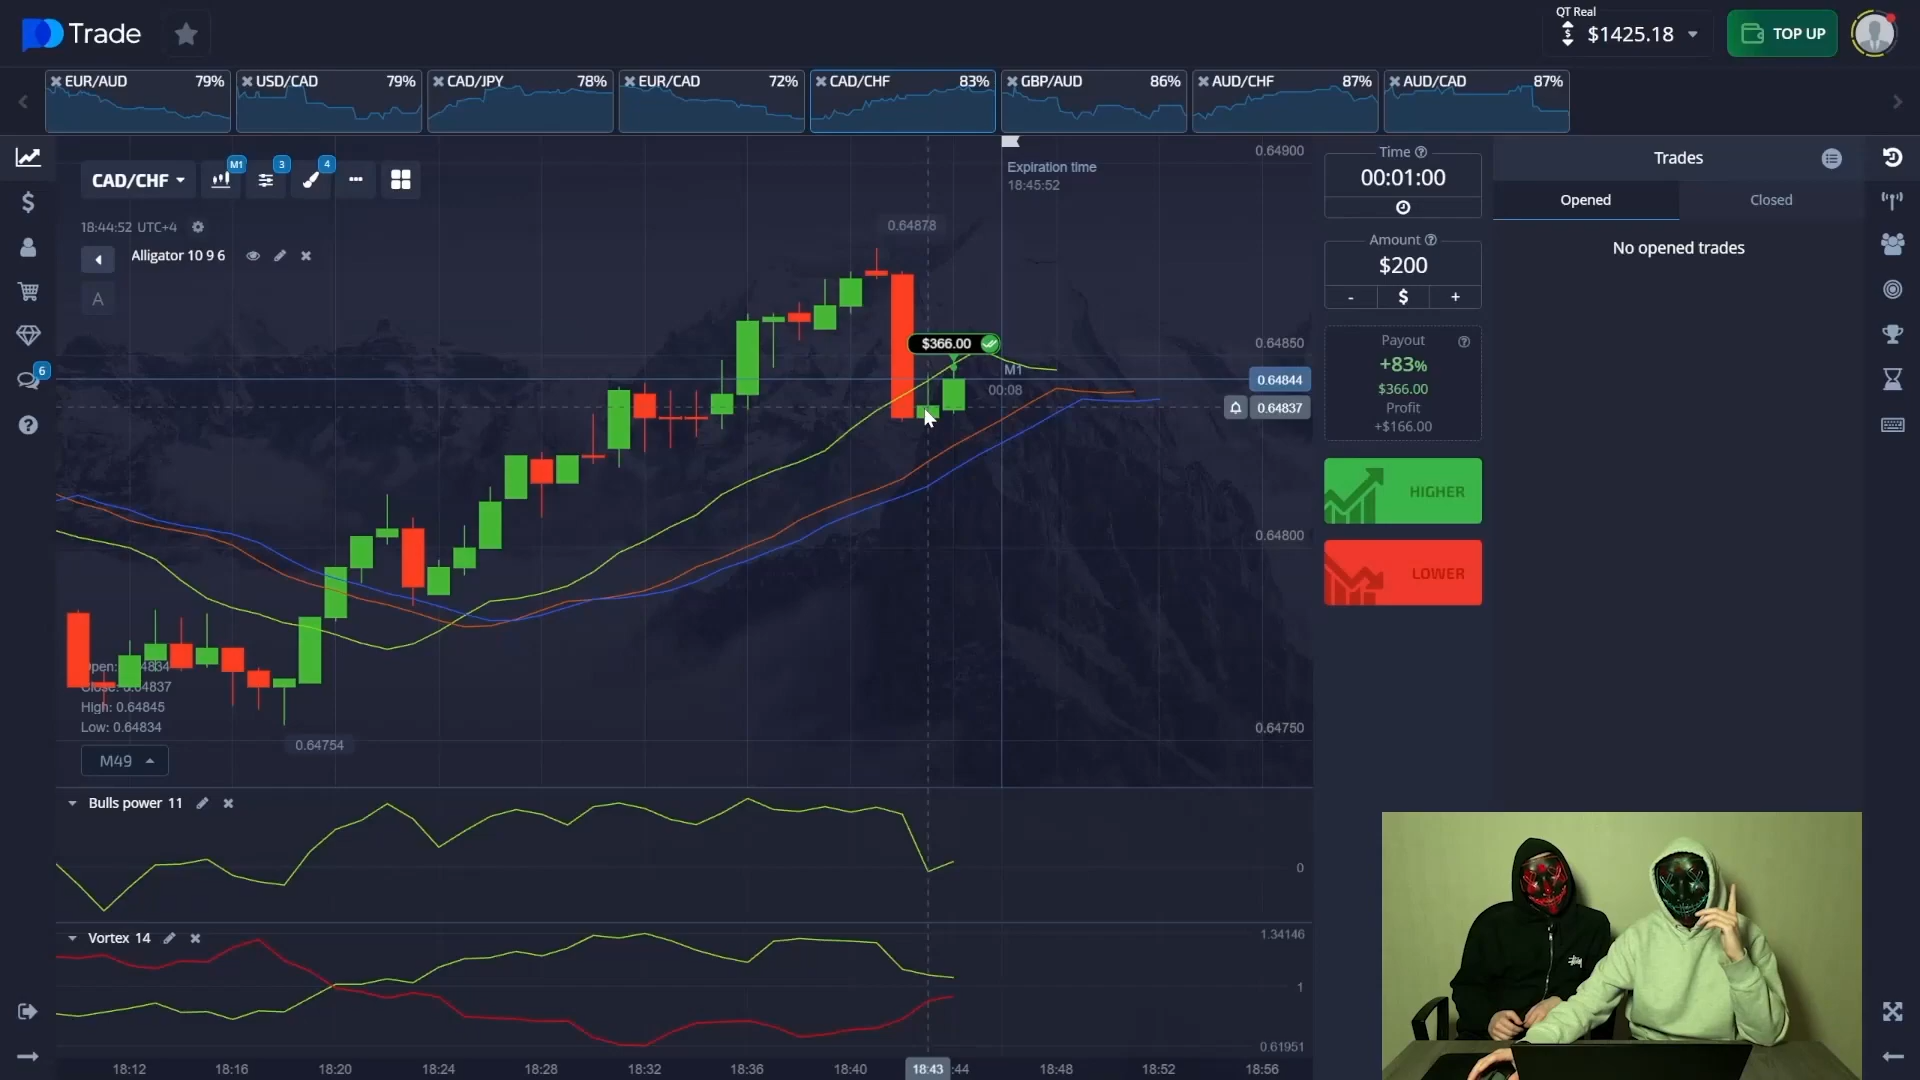 Trade
QT Real
$1425.18
TOP UP
EUR/AUD 79%
USD/CAD 79%
CAD/JPY 78%
EUR/CAD 72%
CAD/CHF 83%
GBP/AUD 86%
AUD/CHF 87%
AUD/CAD 87%
CAD/CHF
M1
3
4
Expiration time
18:45:52
0.64900
18:44:52 UTC+4
Alligator 10 9 6
A
0.64878
$366.00
M1
00:08
0.64850
0.64844
0.64837
0.64800
0.64750
0.64754
Close: 0.64837
High: 0.64845
Low: 0.64834
M49
Bulls power 11
0
Vortex 14
1.34146
1
0.61951
18:12
18:16
18:20
18:24
18:28
18:32
18:36
18:40
18:43
:44
18:48
18:52
18:56
6
Time
00:01:00
Amount
$200
-
$
+
Payout
+83%
$366.00
Profit
+$166.00
HIGHER
LOWER
Trades
Opened
Closed
No opened trades